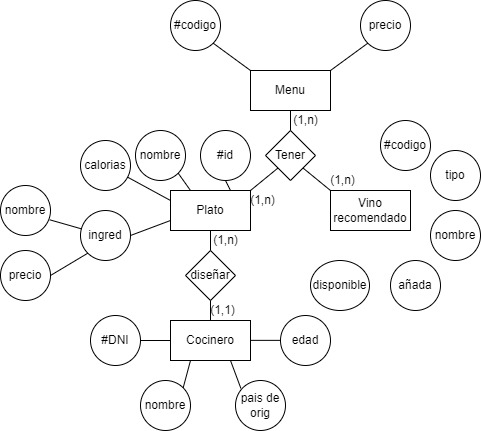 #codigo
precio
Menu
(1,n)
Tener
#codigo
calorias
nombre
#id
tipo
(1,n)
(1,n)
Plato
Vino
recomendado
nombre
ingred
nombre
(1,n)
precio
diseñar
disponible
añada
(1,1)
#DNI
Cocinero
edad
nombre
pais de
orig